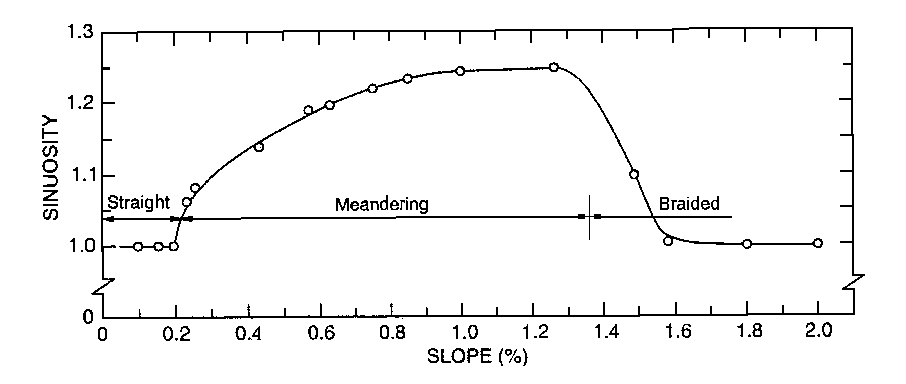 1.3
1.2
1.1
1.0
0
SINUOSITY
Straight
Meandering
Braided
0 0.2 0.4 0.6 0.8 1.0 1.2 1.4 1.6 1.8 2.0
SLOPE (%)